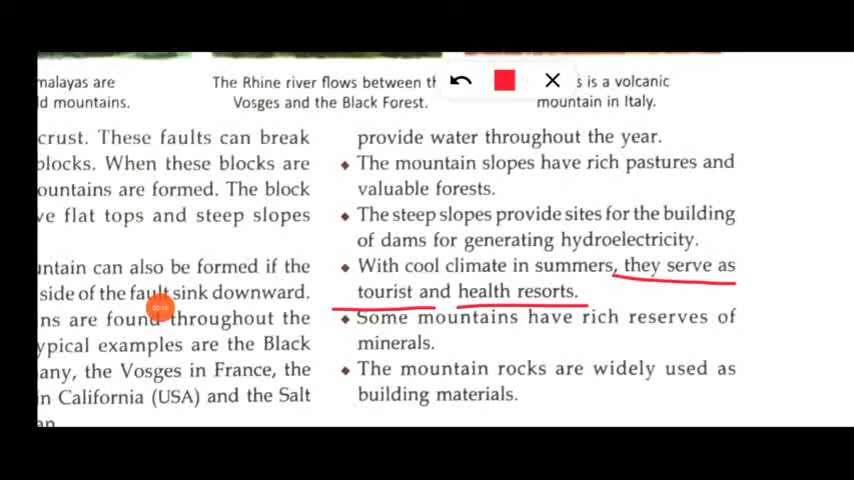 malayas are
d mountains.
The Rhine river flows between th
Vosges and the Black Forest.
s is a volcanic
mountain in Italy.
crust. These faults can break
blocks. When these blocks are
ountains are formed. The block
ve flat tops and steep slopes
untain can also be formed if the
side of the fault sink downward.
ns are found throughout the
ypical examples are the Black
any, the Vosges in France, the
in California (USA) and the Salt
provide water throughout the year.
◆ The mountain slopes have rich pastures and
valuable forests.
◆ The steep slopes provide sites for the building
of dams for generating hydroelectricity.
◆ With cool climate in summers, they serve as
tourist and health resorts.
◆ Some mountains have rich reserves of
minerals.
◆ The mountain rocks are widely used as
building materials.